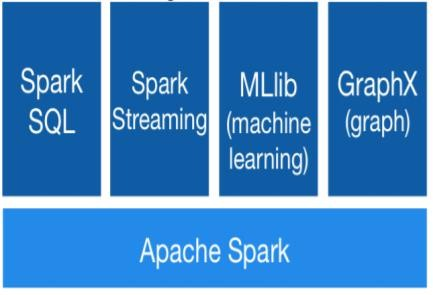 Spark
SQL
Spark
Streaming
MLlib
(machine
learning)
GraphX
(graph)
Apache Spark